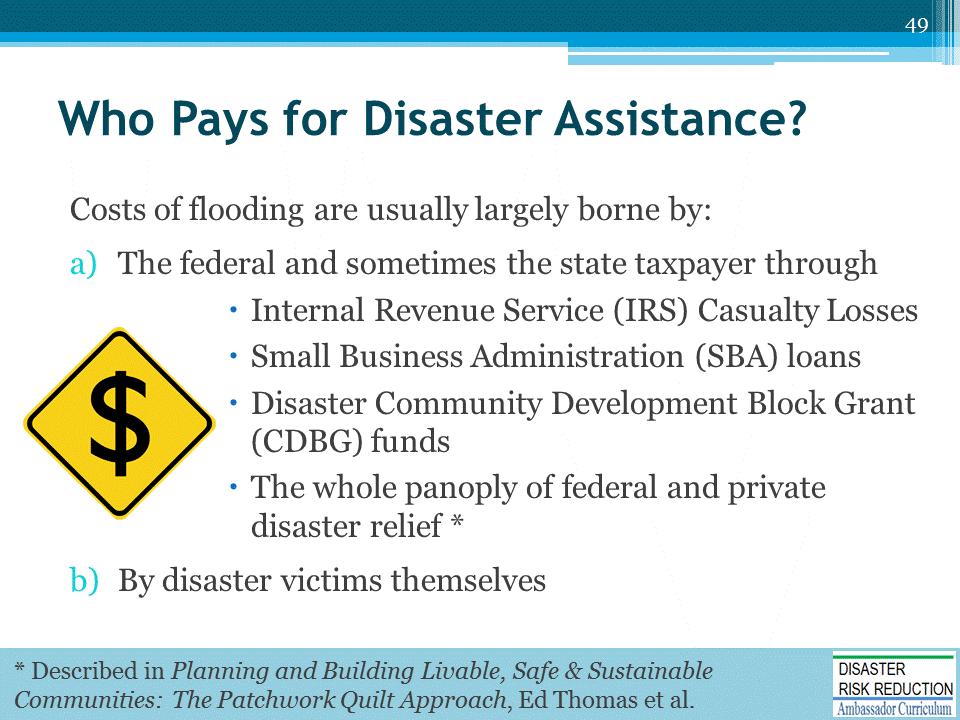 49
Who Pays for Disaster Assistance?
Costs of flooding are usually largely borne by:
a) The federal and sometimes the state taxpayer through
▪ Internal Revenue Service (IRS) Casualty Losses
▪ Small Business Administration (SBA) loans
▪ Disaster Community Development Block Grant
(CDBG) funds
▪ The whole panoply of federal and private
disaster relief *
$
b) By disaster victims themselves
* Described in Planning and Building Livable, Safe & Sustainable
Communities: The Patchwork Quilt Approach, Ed Thomas et al.
DISASTER
RISK REDUCTION
Ambassador Curriculum